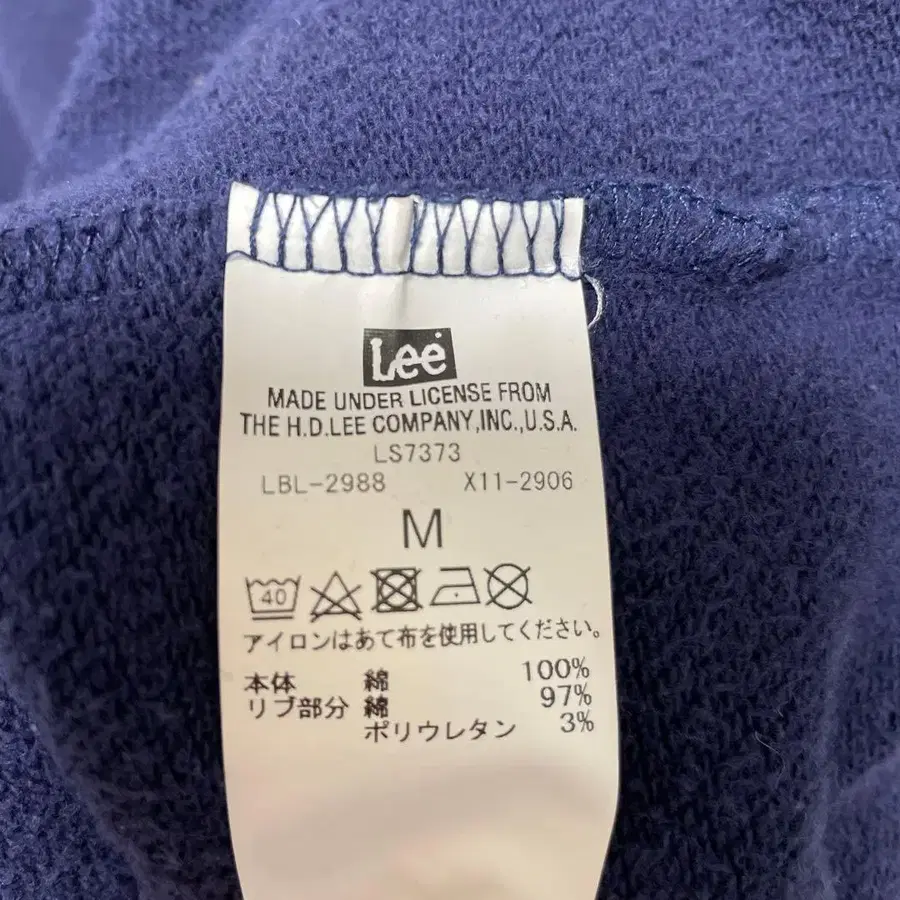 Lee
MADE UNDER LICENSE FROM
THE H.D.LEE COMPANY,INC.,U.S.A.
LS7373
LBL-2988 X11-2906
M
40
アイロンはあて布を使用してください。
本体 綿 100%
リブ部分 綿 97%
ポリウレタン 3%